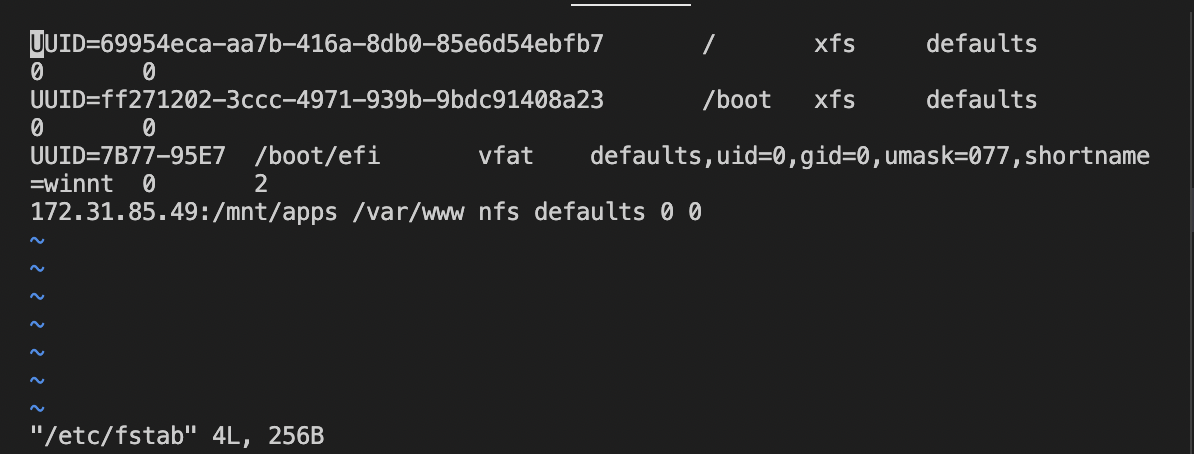 UUID=69954eca-aa7b-416a-8db0-85e6d54ebfb7       /       xfs     defaults
0       0
UUID=ff271202-3ccc-4971-939b-9bdc91408a23       /boot   xfs     defaults
0       0
UUID=7B77-95E7  /boot/efi       vfat    defaults,uid=0,gid=0,umask=077,shortname
=winnt  0       2
172.31.85.49:/mnt/apps /var/www nfs defaults 0 0
~
~
~
~
~
~
~
"/etc/fstab" 4L, 256B